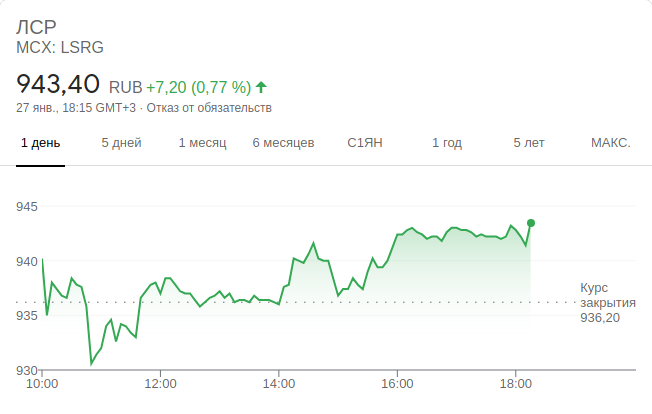 ЛСР
MCX: LSRG
943,40 RUB +7,20 (0,77 %)
27 янв., 18:15 GMT+3 · Отказ от обязательств
1 день 5 дней 1 месяц 6 месяцев С1ЯН 1 год 5 лет МАКС.
945
940
935
930
Курс
закрытия
936,20
10:00 12:00 14:00 16:00 18:00